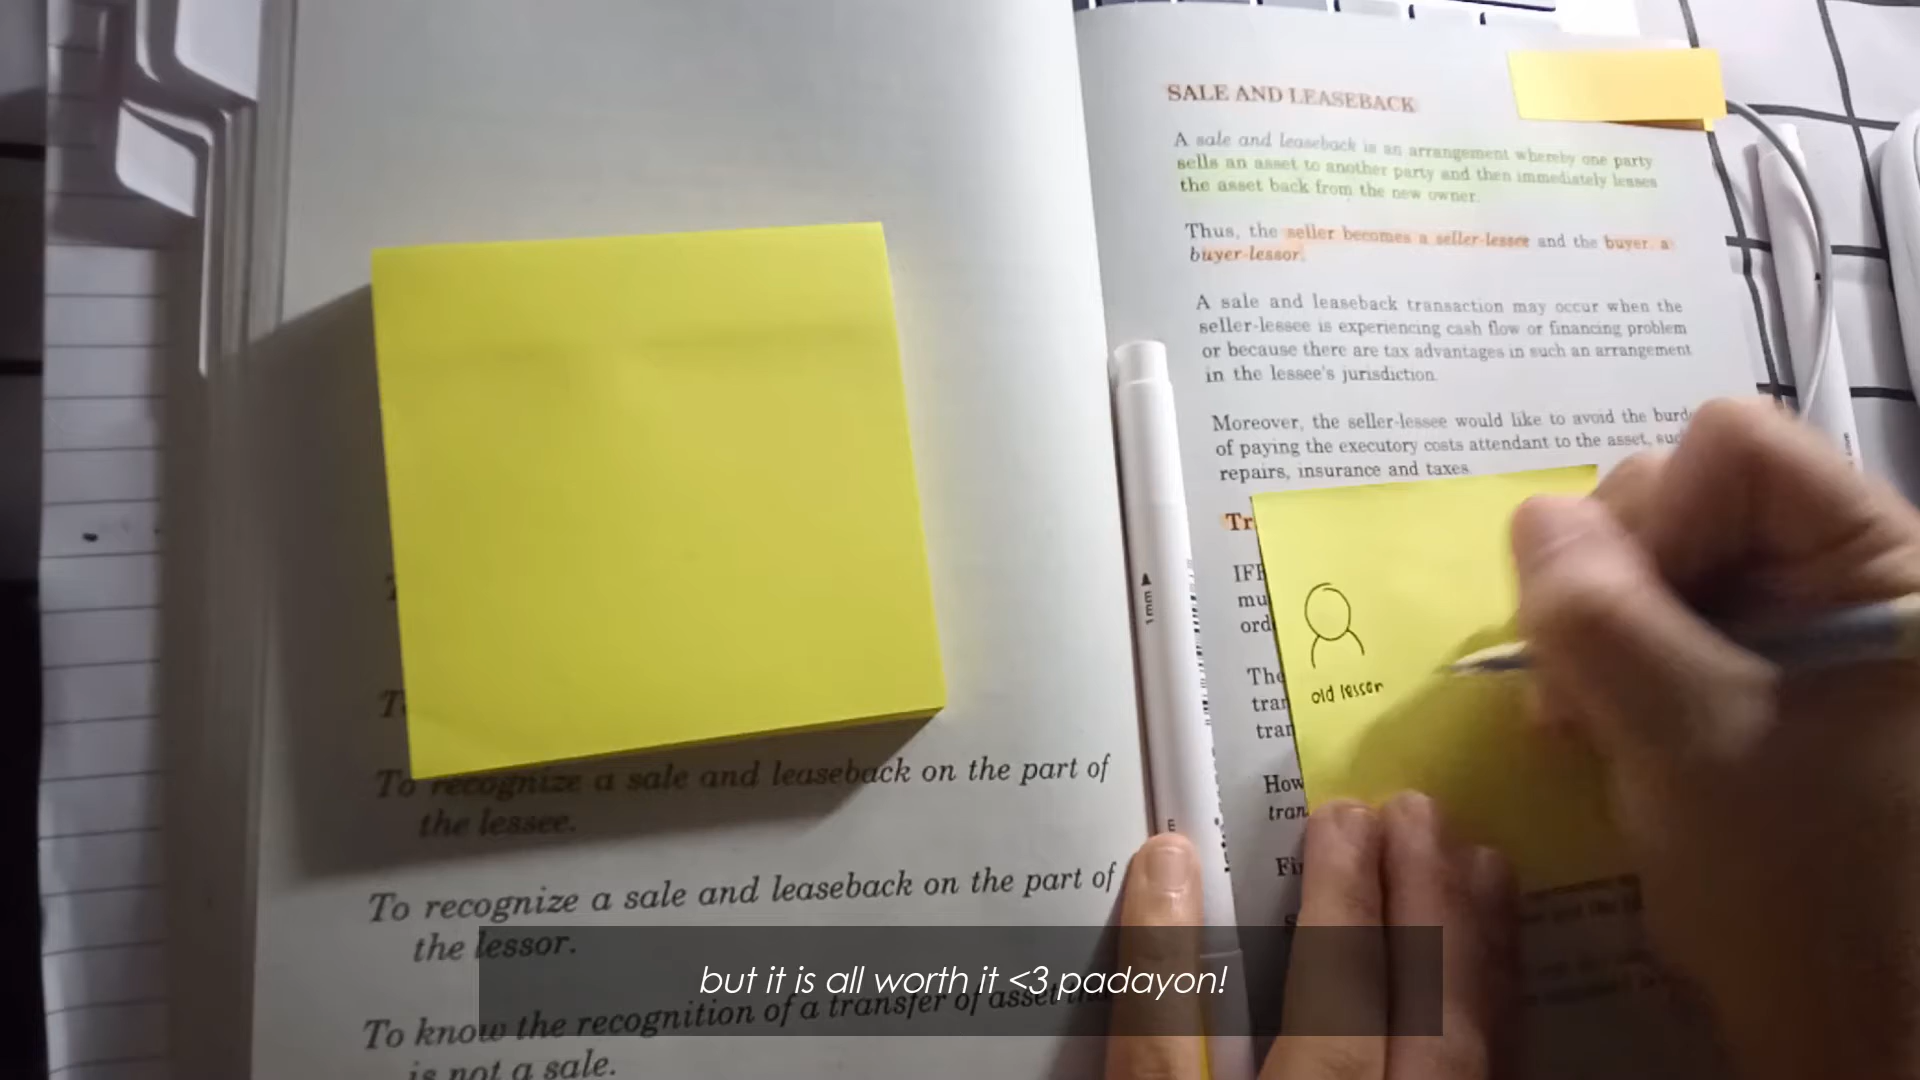 To recognize a sale and leaseback on the part of
the lessee.
To recognize a sale and leaseback on the part of
the lessor.
To know the recognition of a transfer of asset
is not a sale.
SALE AND LEASEBACK
A sale and leaseback is an arrangement whereby one party
sells an asset to another party and then immediately leases
the asset back from the new owner.
Thus, the seller becomes a seller-lessee and the buyer, a
buyer-lessor.
A sale and leaseback transaction may occur when the
seller-lessee is experiencing cash flow or financing problem
or because there are tax advantages in such an arrangement
in the lessee's jurisdiction.
Moreover, the seller-lessee would like to avoid the
of paying the executory costs attendant to the asset,
repairs, insurance and taxes.
old lessor
1mm
but it is all worth it <3 padayon!